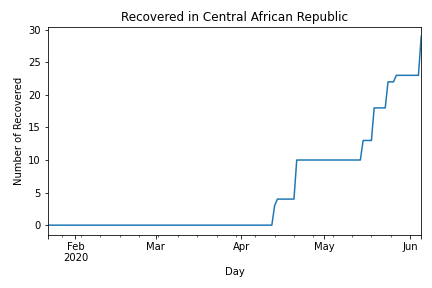 Recovered in Central African Republic
Number of Recovered
30
25
20
15
10
5
0
Feb
2020
Mar
Apr
May
Jun
Day